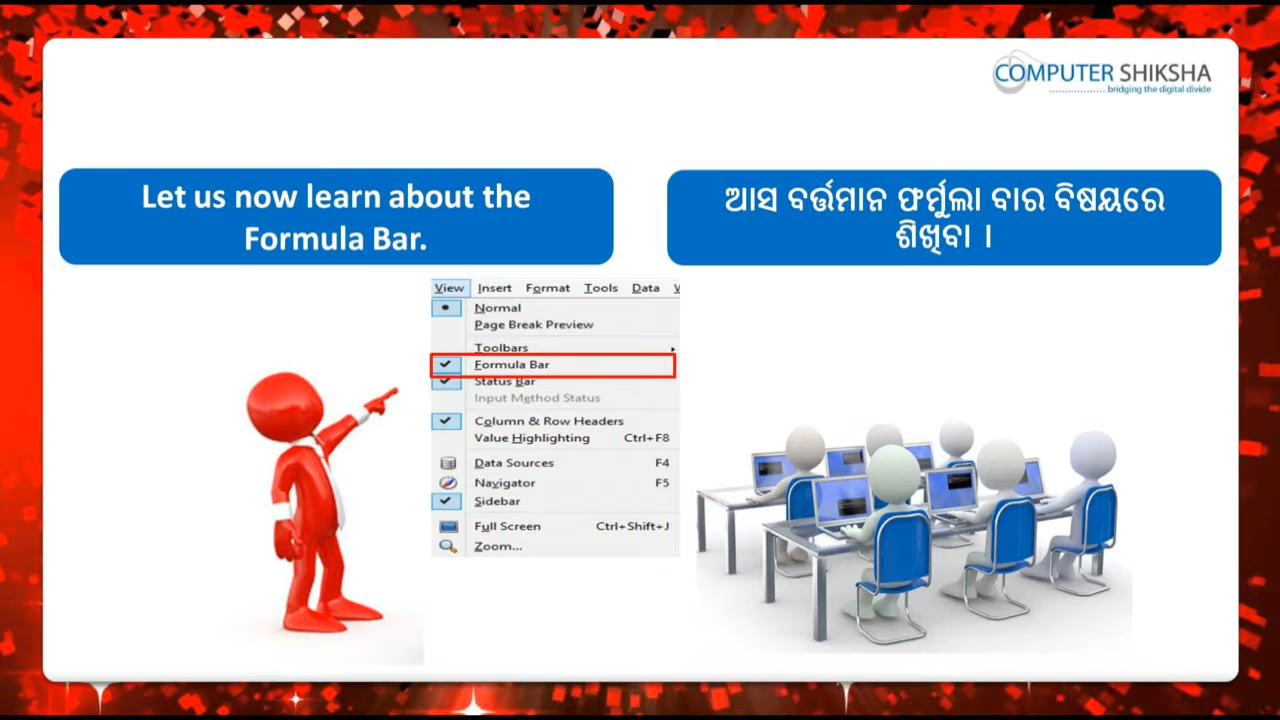 COMPUTER SHIKSHA
bridging the digital divide
Let us now learn about the
Formula Bar.
ଆସ ବର୍ତ୍ତମାନ ଫର୍ମୁଲା ବାର ବିଷୟରେ
ଶିଖିବା ।
View Insert Format Tools Data
Normal
Page Break Preview
Toolbars
Formula Bar
Status Bar
Input Method Status
Column & Row Headers
Value Highlighting Ctrl+F8
Data Sources F4
Navigator F5
Sidebar
Full Screen Ctrl+Shift+J
Zoom...